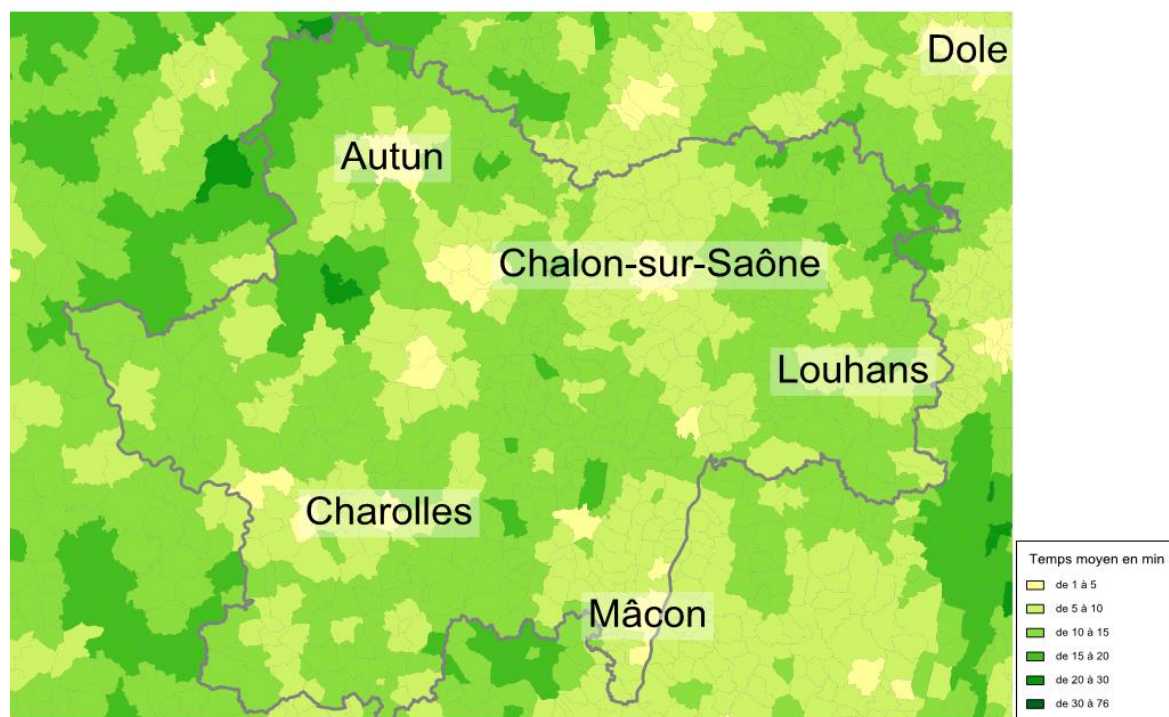 Dole
Autun
Chalon-sur-Saône
Louhans
Charolles
Mâcon
Temps moyen en min
de 1 à 5
de 5 à 10
de 10 à 15
de 15 à 20
de 20 à 30
de 30 à 76